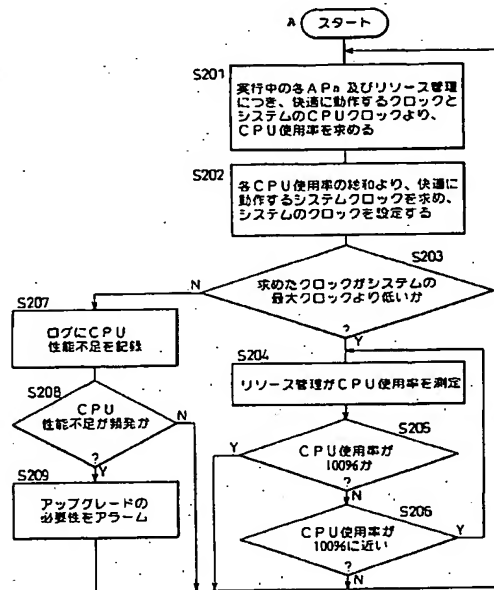 A
スタート
S201
実行中の各APn 及びリソース管理
につき、快適に動作するクロックと
システムのCPUクロックより、
CPU使用率を求める
S202
各CPU使用率の総和より、快適に
動作するシステムクロックを求め、
システムのクロックを設定する
S203
求めたクロックがシステムの
最大クロックより低いか
?
N
Y
S207
ログにCPU
性能不足を記録
S204
リソース管理がCPU使用率を測定
S208
CPU
性能不足が頻発か
?
N
Y
S205
CPU使用率が
100%か
?
Y
N
S209
アップグレードの
必要性をアラーム
S206
CPU使用率が
100%に近い
?
Y
N